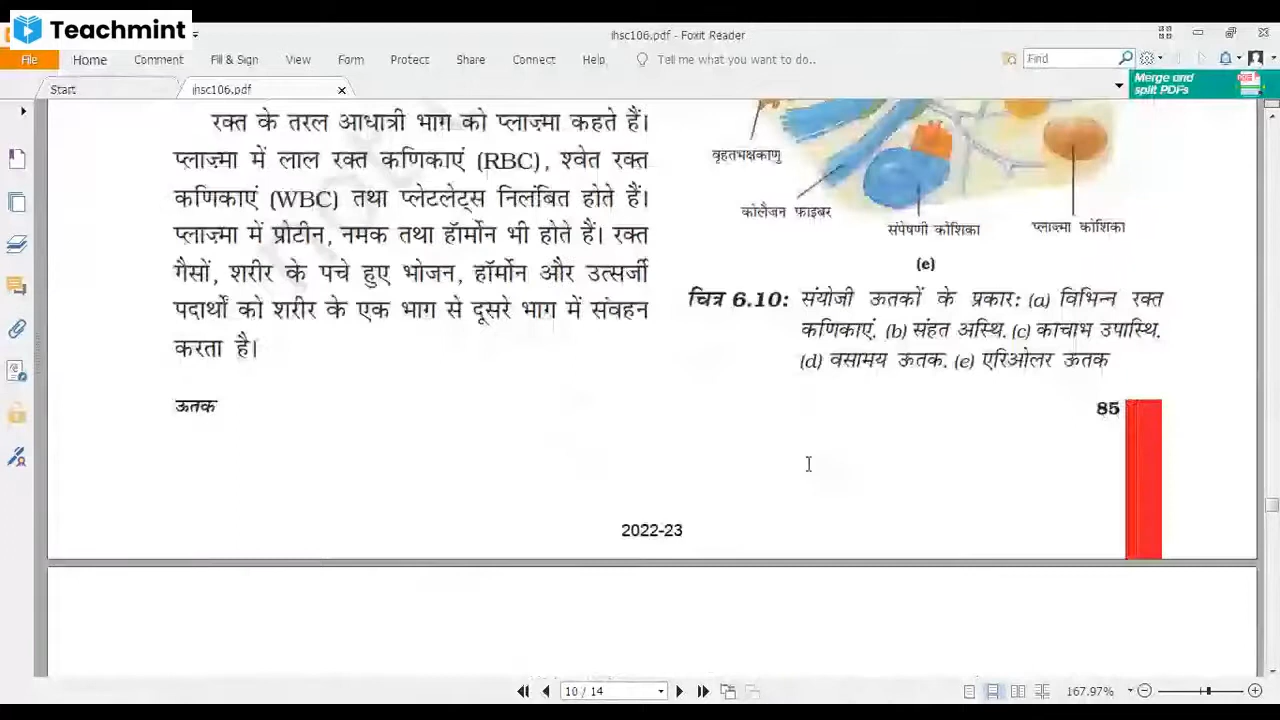 Teachmint
ihsc106.pdf - Foxit Reader
File Home Comment Fill & Sign View Form Protect Share Connect Help Tell me what you want to do.. Find
Start ihsc106.pdf
Merge and
split PDFs
रक्त के तरल आधात्री भाग को प्लाज़्मा कहते हैं।
प्लाज़्मा में लाल रक्त कणिकाएं (RBC), श्वेत रक्त
कणिकाएं (WBC) तथा प्लेटलेट्स निलंबित होते हैं।
प्लाज़्मा में प्रोटीन, नमक तथा हॉर्मोन भी होते हैं। रक्त
गैसों, शरीर के पचे हुए भोजन, हॉर्मोन और उत्सर्जी
पदार्थों को शरीर के एक भाग से दूसरे भाग में संवहन
करता है।
ऊतक
वृहतभक्षकाणु
कोलैजन फाइबर
संपेषणी कोशिका
प्लाज़्मा कोशिका
(e)
चित्र 6.10: संयोजी ऊतकों के प्रकार: (a) विभिन्न रक्त
कणिकाएं, (b) संहत अस्थि, (c) काचाभ उपास्थि,
(d) वसामय ऊतक, (e) एरिओलर ऊतक
85
2022-23
10 / 14
167.97%